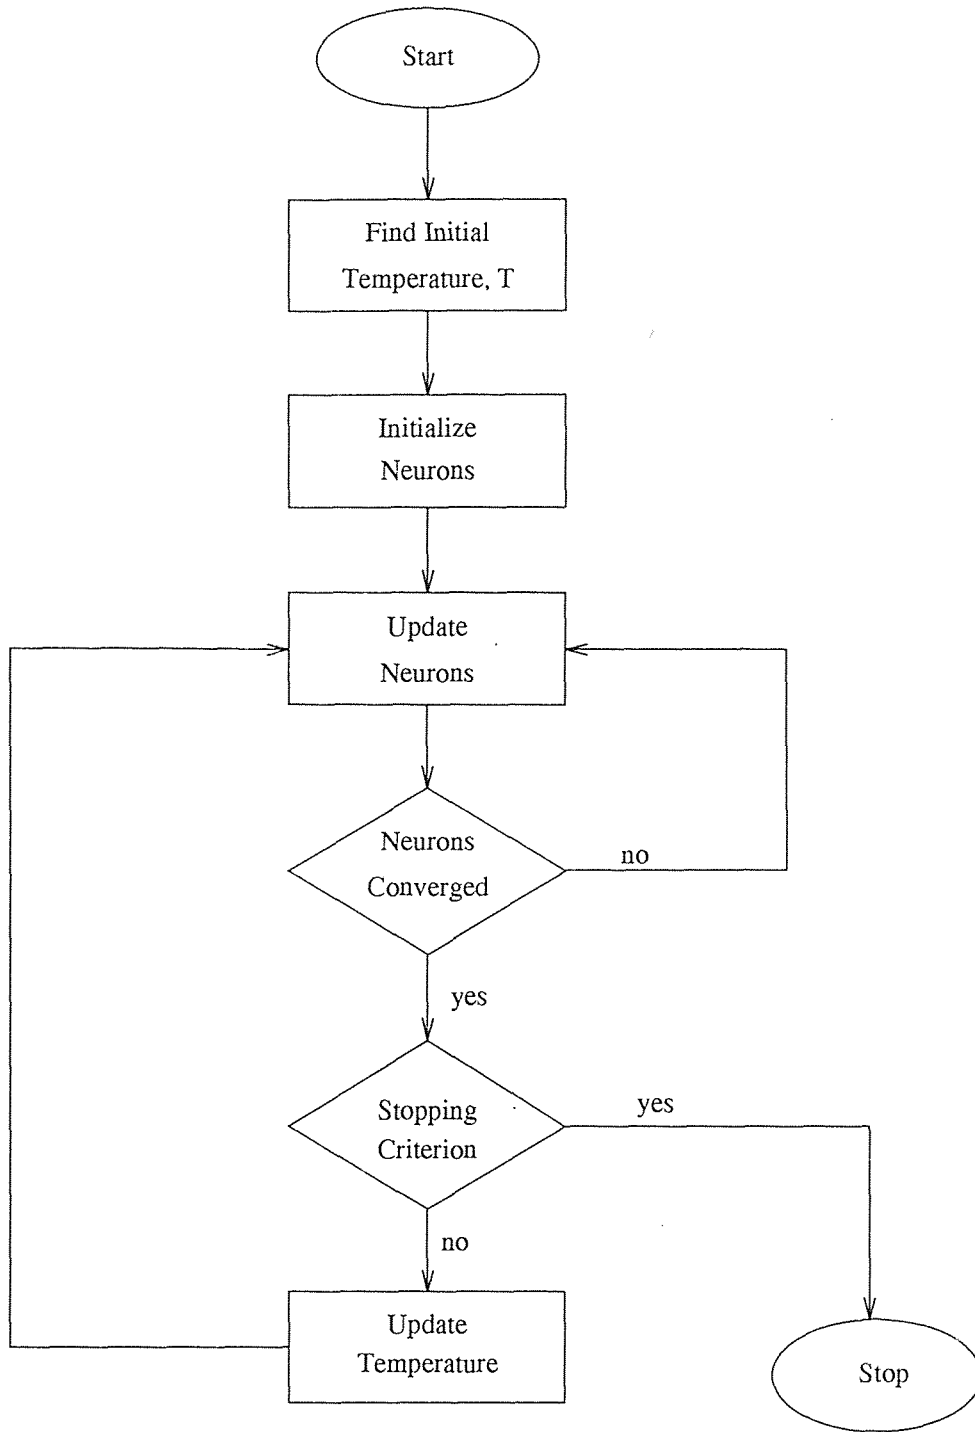 Start
Find Initial
Temperature, T
Initialize
Neurons
Update
Neurons
Neurons
Converged
no
yes
Stopping
Criterion
yes
no
Update
Temperature
Stop